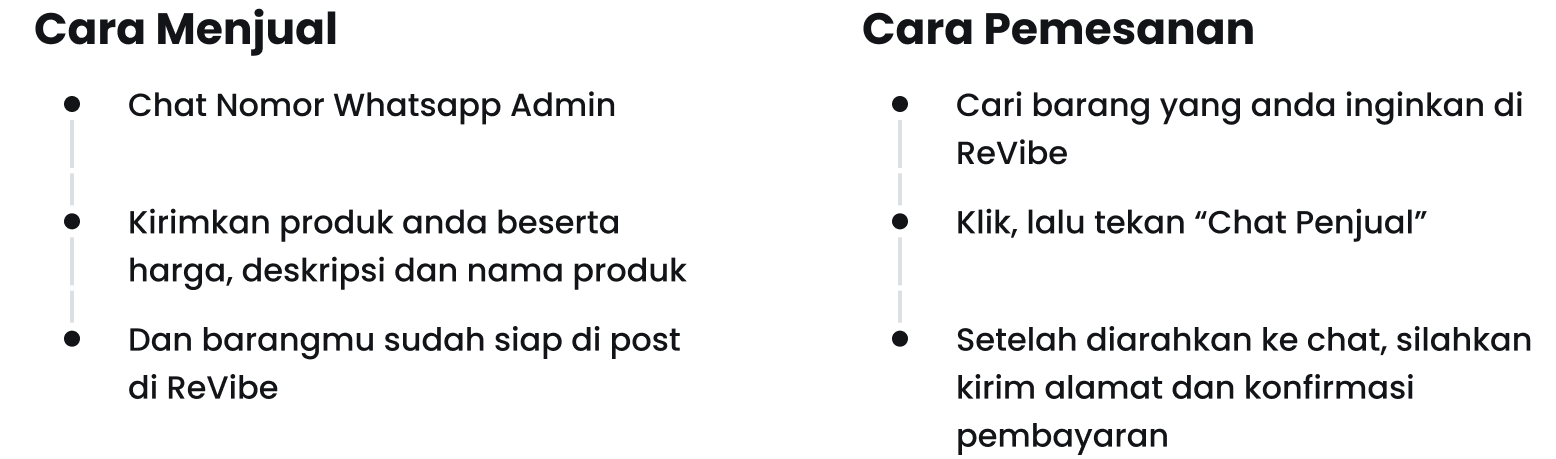 Cara Menjual
Chat Nomor Whatsapp Admin
Kirimkan produk anda beserta
harga, deskripsi dan nama produk
Dan barangmu sudah siap di post
di ReVibe
Cara Pemesanan
Cari barang yang anda inginkan di
ReVibe
Klik, lalu tekan “Chat Penjual”
Setelah diarahkan ke chat, silahkan
kirim alamat dan konfirmasi
pembayaran